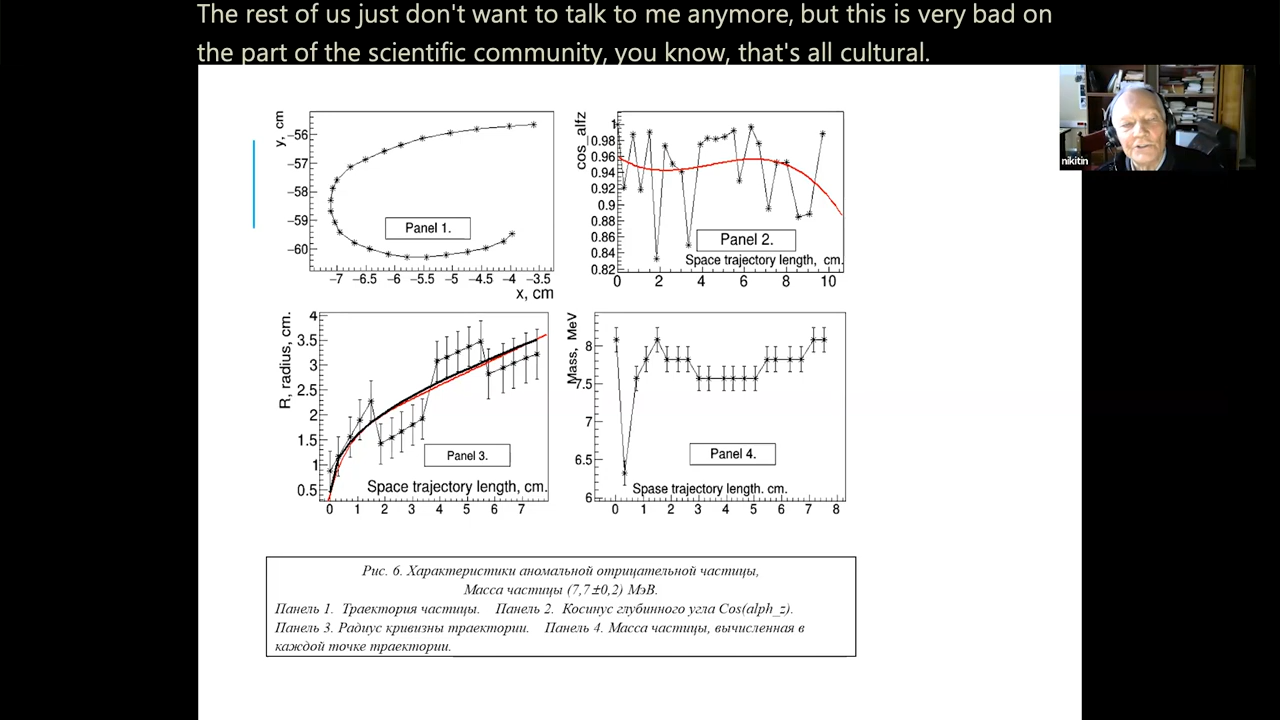 The rest of us just don't want to talk to me anymore, but this is very bad on
the part of the scientific community, you know, that's all cultural.
nikitin
y, cm
−56
−57
−58
−59
−60
Panel 1.
−7 −6.5 −6 −5.5 −5 −4.5 −4 −3.5
x, cm
cos_alfz
1
0.98
0.96
0.94
0.92
0.9
0.88
0.86
0.84
0.82
Panel 2.
Space trajectory length, cm.
0 2 4 6 8 10
R, radius, cm.
4
3.5
3
2.5
2
1.5
1
0.5
Panel 3.
Space trajectory length, cm.
0 1 2 3 4 5 6 7
Mass, MeV
8
7.5
7
6.5
6
Panel 4.
Spase trajectory length. cm.
0 1 2 3 4 5 6 7 8
Рис. 6. Характеристики аномальной отрицательной частицы,
Масса частицы (7,7±0,2) МэВ.
Панель 1. Траектория частицы. Панель 2. Косинус глубинного угла Cos(alph_z).
Панель 3. Радиус кривизны траектории. Панель 4. Масса частицы, вычисленная в
каждой точке траектории.